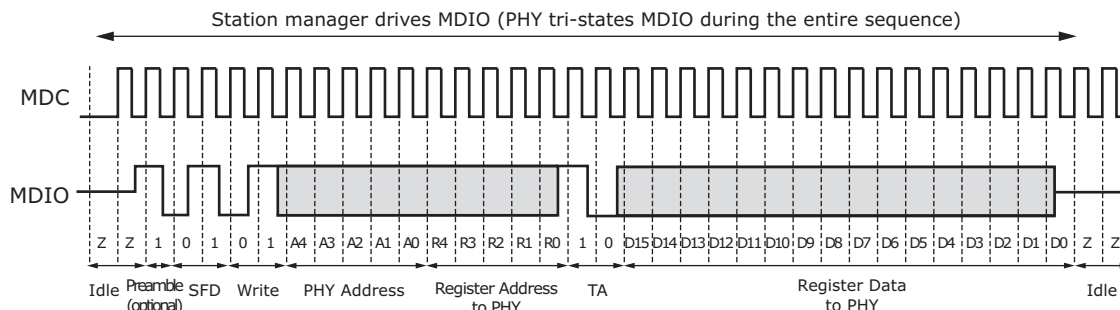 Station manager drives MDIO (PHY tri-states MDIO during the entire sequence)
MDC
MDIO
Z Z 1 0 1 0 1 A4 A3 A2 A1 A0 R4 R3 R2 R1 R0 1 0 D15 D14 D13 D12 D11 D10 D9 D8 D7 D6 D5 D4 D3 D2 D1 D0 Z Z
Idle Preamble SFD Write PHY Address Register Address TA Register Data Idle
(optional) to PHY to PHY